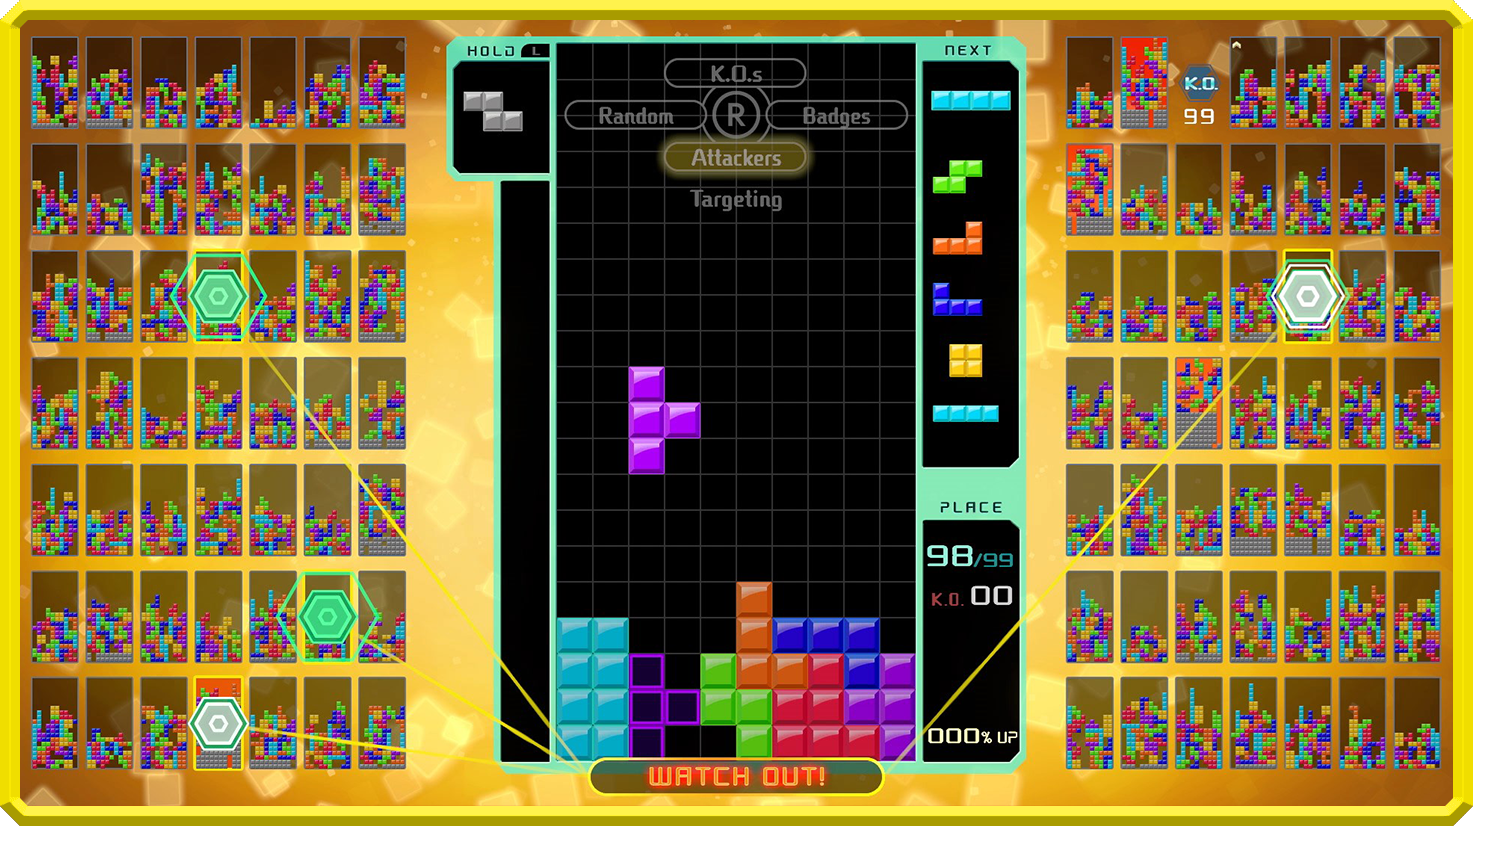 HOLD L
NEXT
K.O.s
Random R Badges
Attackers
Targeting
K.O.
99
PLACE
98/99
K.O. 00
000% UP
WATCH OUT!